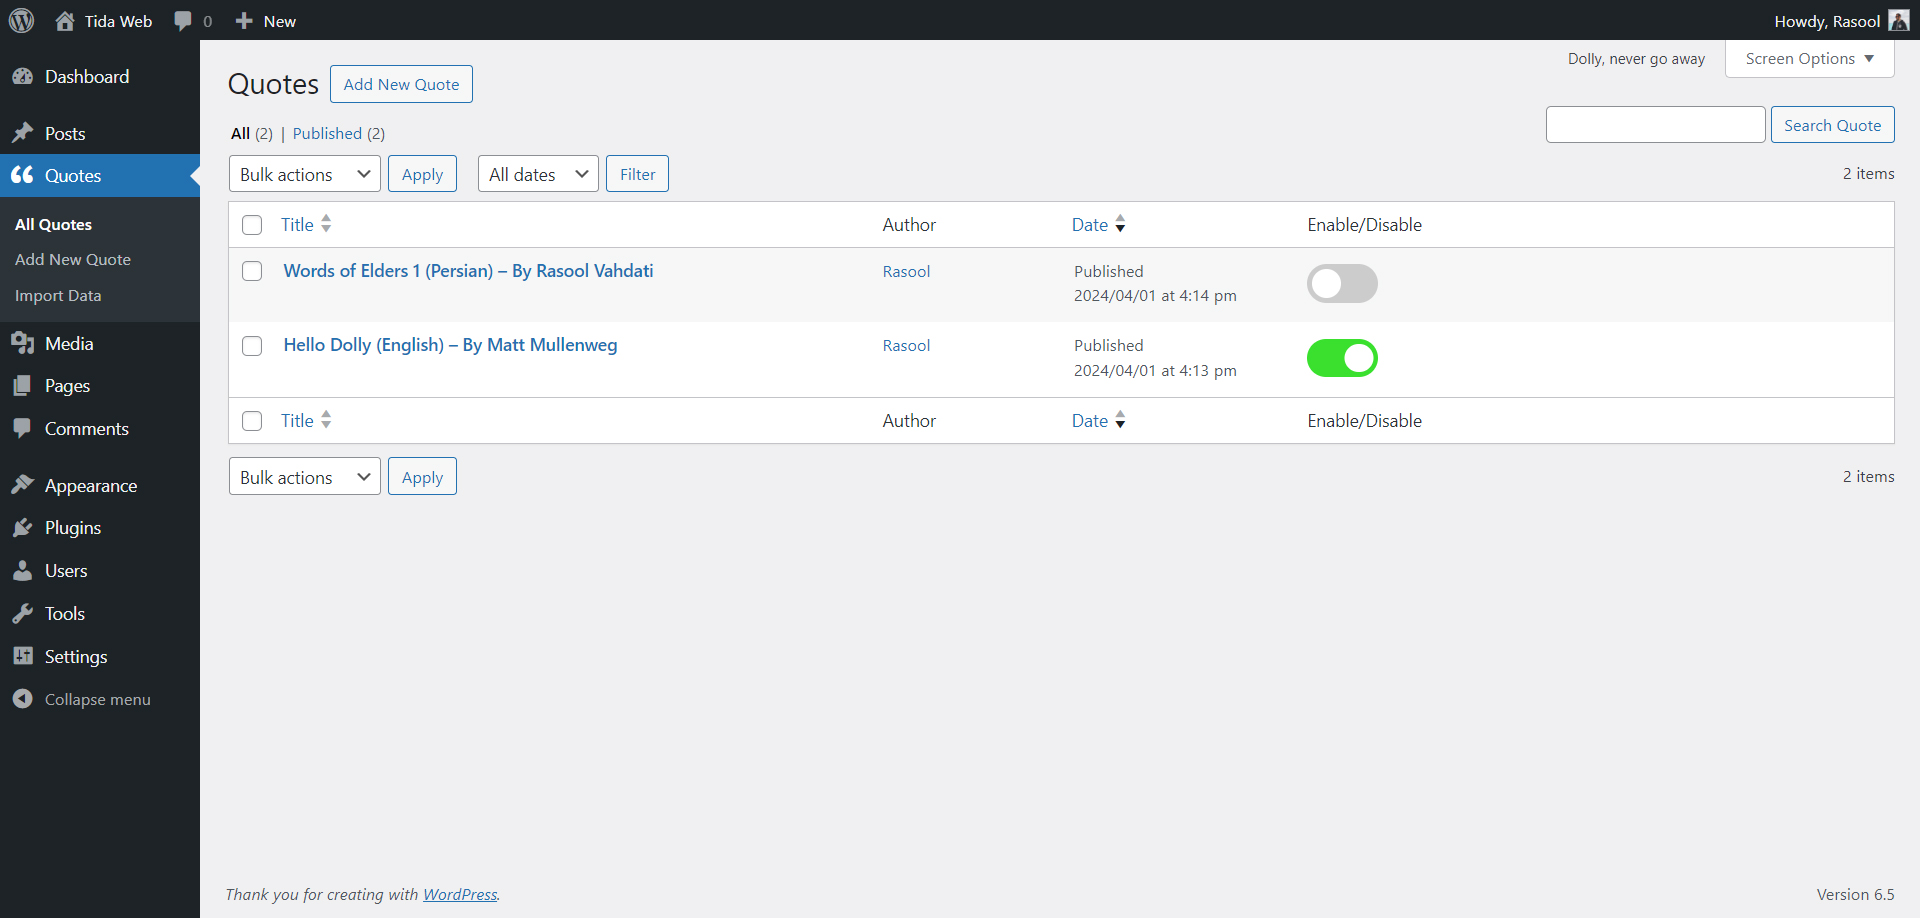 Tida Web 0 New Howdy, Rasool
Dashboard
Posts
Quotes
All Quotes
Add New Quote
Import Data
Media
Pages
Comments
Appearance
Plugins
Users
Tools
Settings
Collapse menu
Dolly, never go away Screen Options
Quotes Add New Quote
All (2) | Published (2)
Search Quote
Bulk actions Apply All dates Filter 2 items
Title Author Date Enable/Disable
Words of Elders 1 (Persian) – By Rasool Vahdati Rasool Published
2024/04/01 at 4:14 pm
Hello Dolly (English) – By Matt Mullenweg Rasool Published
2024/04/01 at 4:13 pm
Title Author Date Enable/Disable
Bulk actions Apply 2 items
Thank you for creating with WordPress. Version 6.5